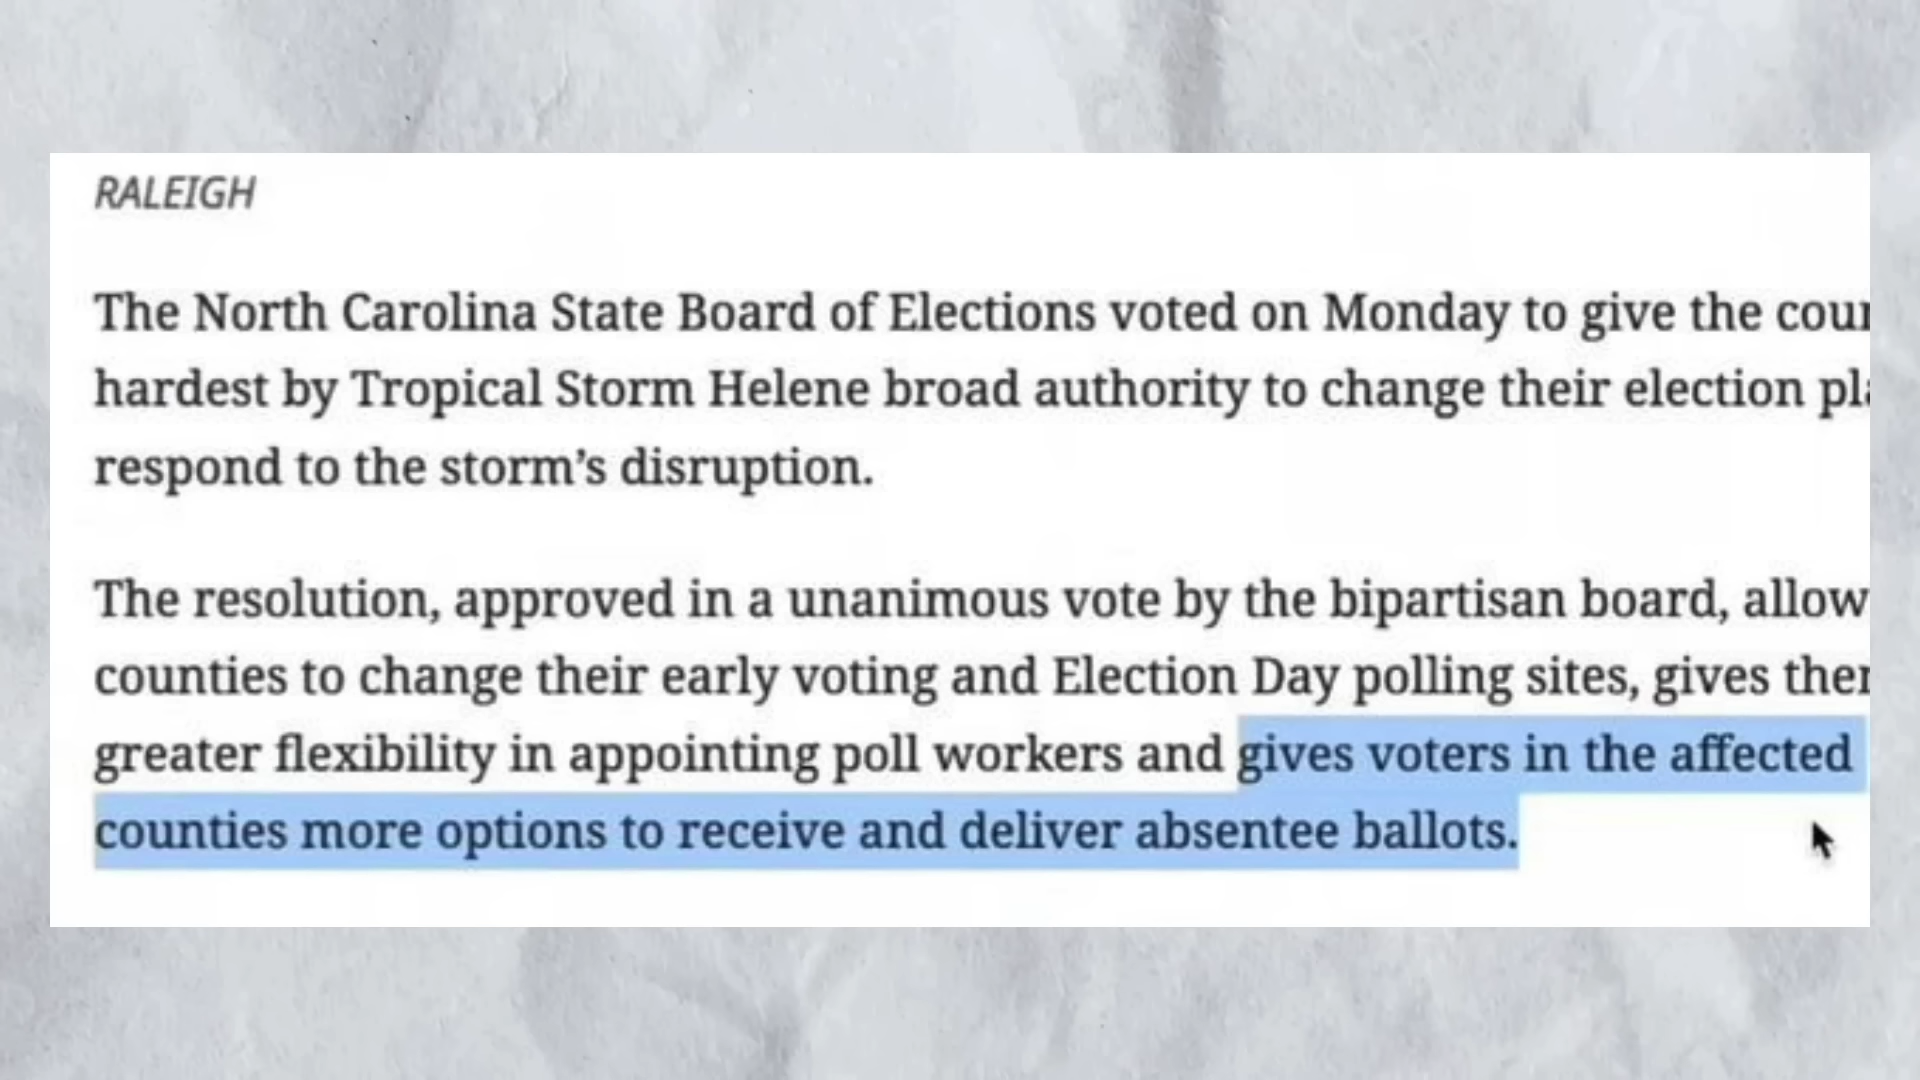 RALEIGH
The North Carolina State Board of Elections voted on Monday to give the
hardest by Tropical Storm Helene broad authority to change their election
respond to the storm’s disruption.
The resolution, approved in a unanimous vote by the bipartisan board, allow
counties to change their early voting and Election Day polling sites, gives
greater flexibility in appointing poll workers and gives voters in the affected
counties more options to receive and deliver absentee ballots.